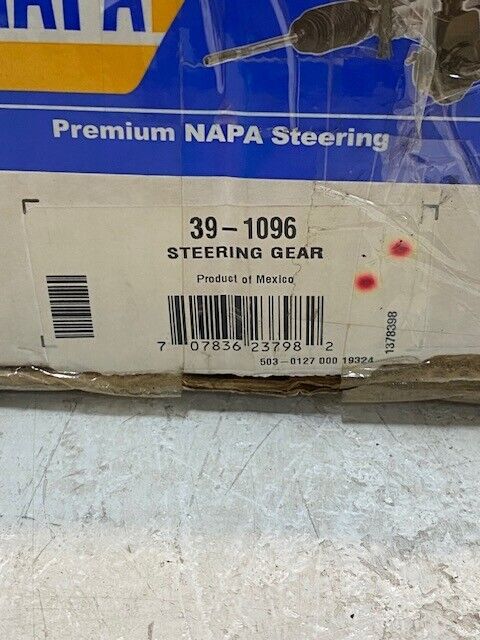 NAPA
Premium NAPA Steering
39-1096
STEERING GEAR
Product of Mexico
7 07836 23798 2
503-0127 000 19324
1378398